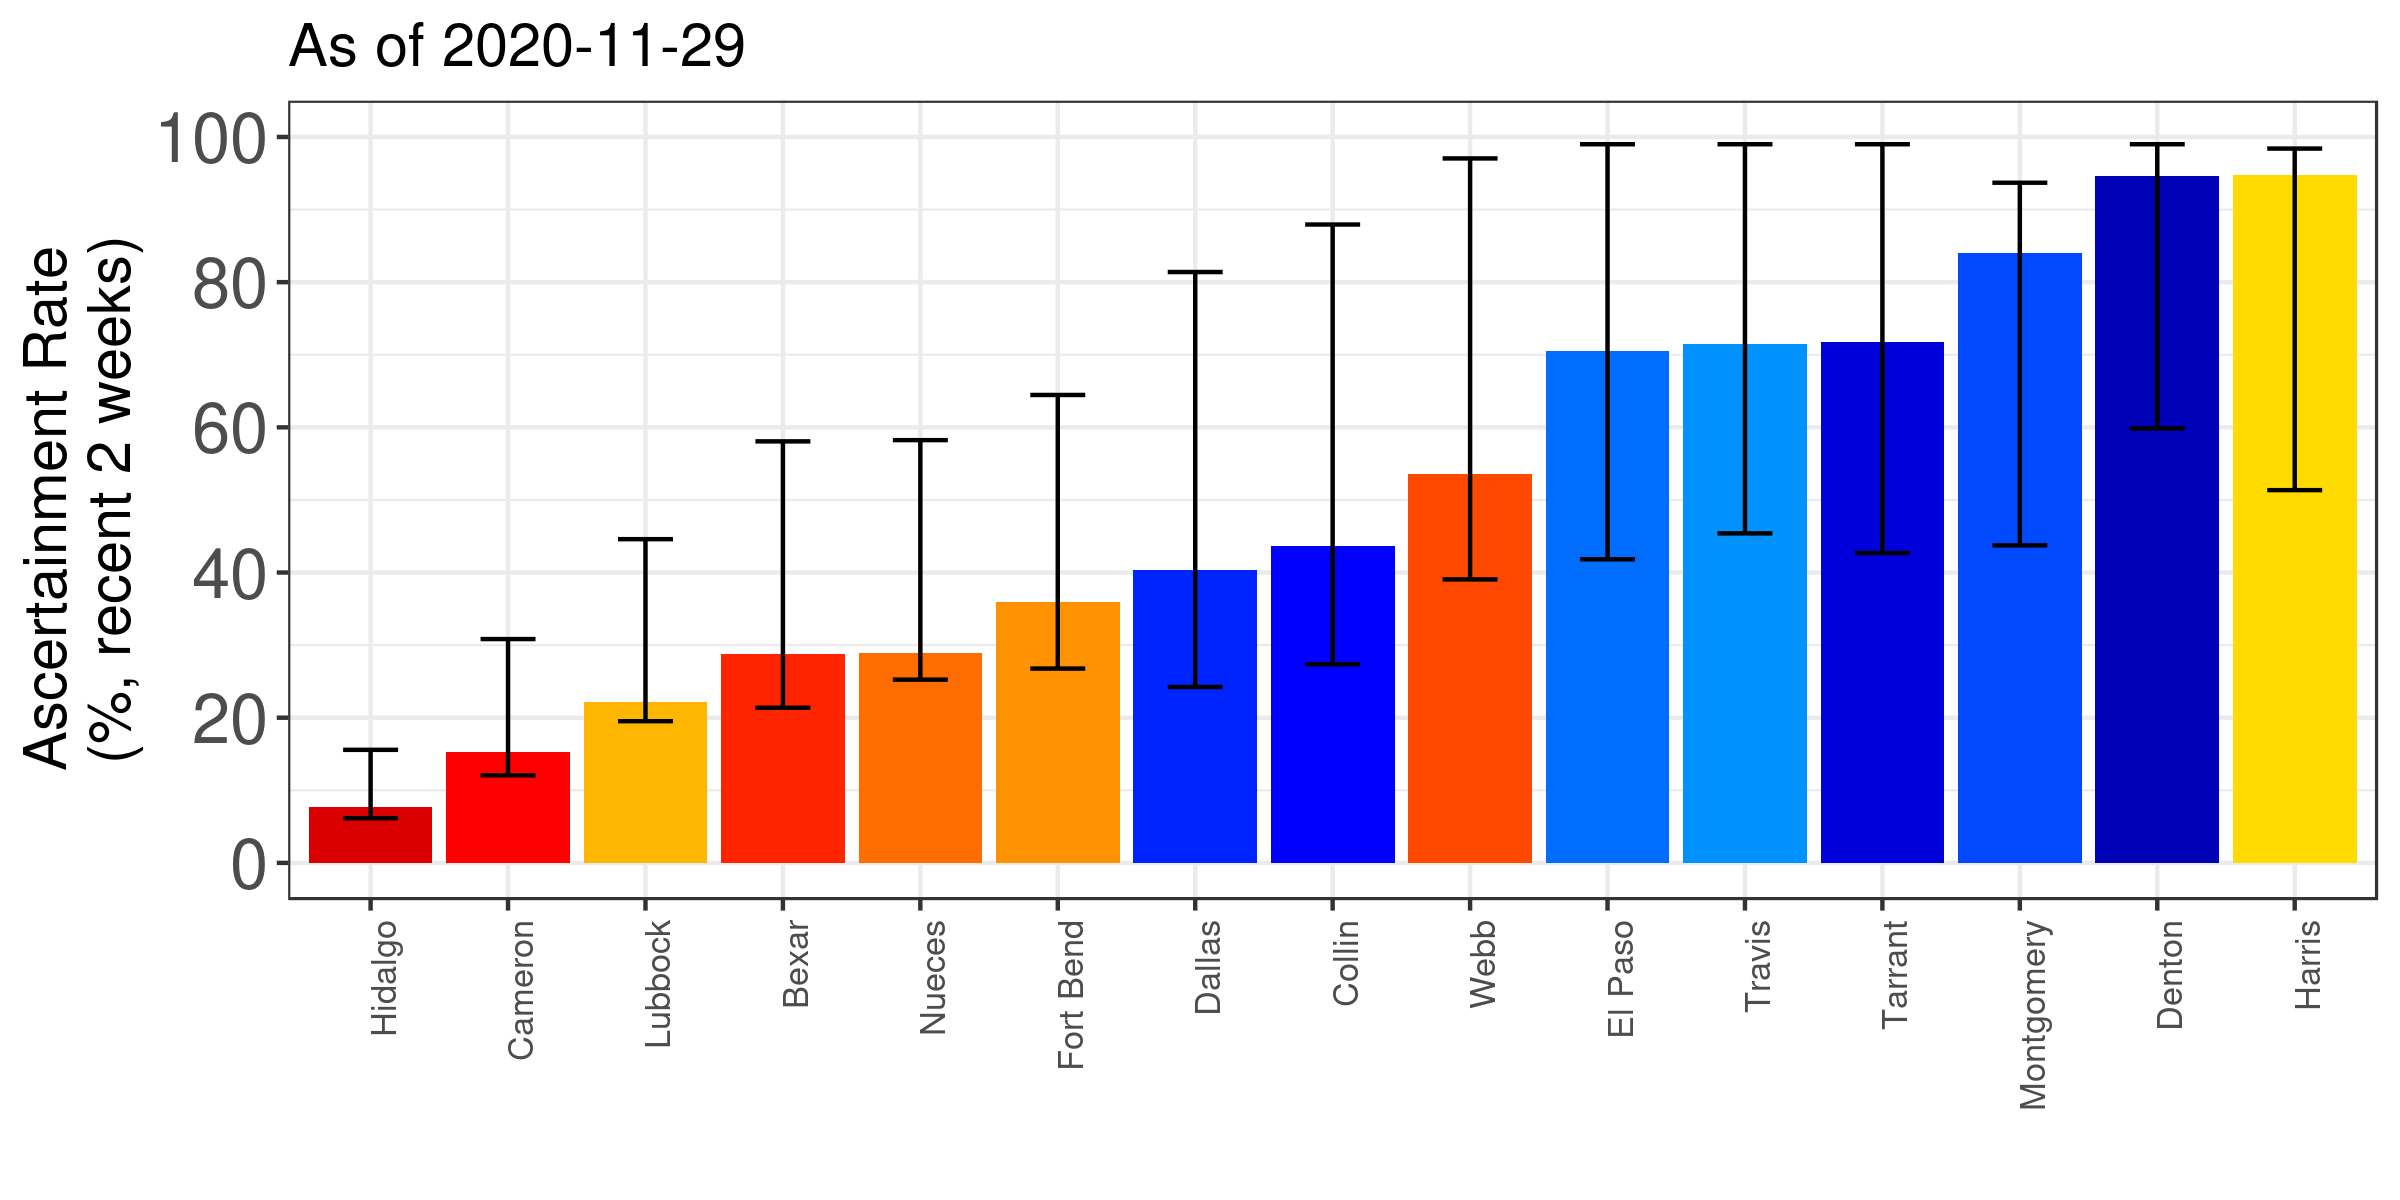 As of 2020-11-29
Ascertainment Rate
(%, recent 2 weeks)
100
80
60
40
20
0
Hidalgo
Cameron
Lubbock
Bexar
Nueces
Fort Bend
Dallas
Collin
Webb
El Paso
Travis
Tarrant
Montgomery
Denton
Harris